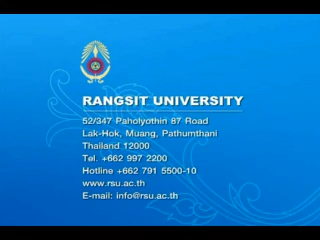 RANGSIT UNIVERSITY
52/347 Paholyothin 87 Road
Lak-Hok, Muang, Pathumthani
Thailand 12000
Tel. +662 997 2200
Hotline +662 791 5500-10
www.rsu.ac.th
E-mail: info@rsu.ac.th